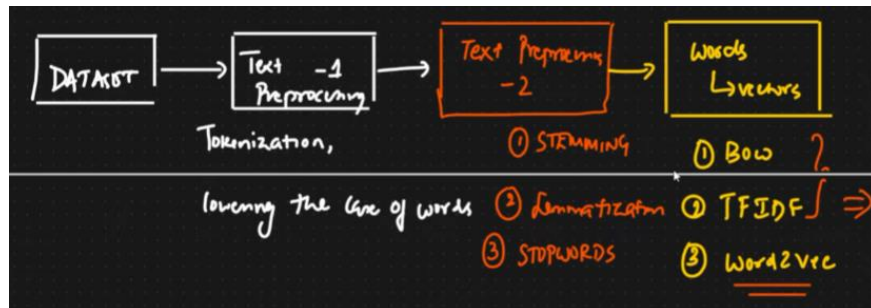 DATASET
Text -1
Preprocessing
Text Preprocessing
-2
Words
↳ vectors
Tokenization,
① STEMMING
① BOW
lowering the case of words
② Lemmatization
② TFIDF ⇒
③ STOPWORDS
③ Word2vec